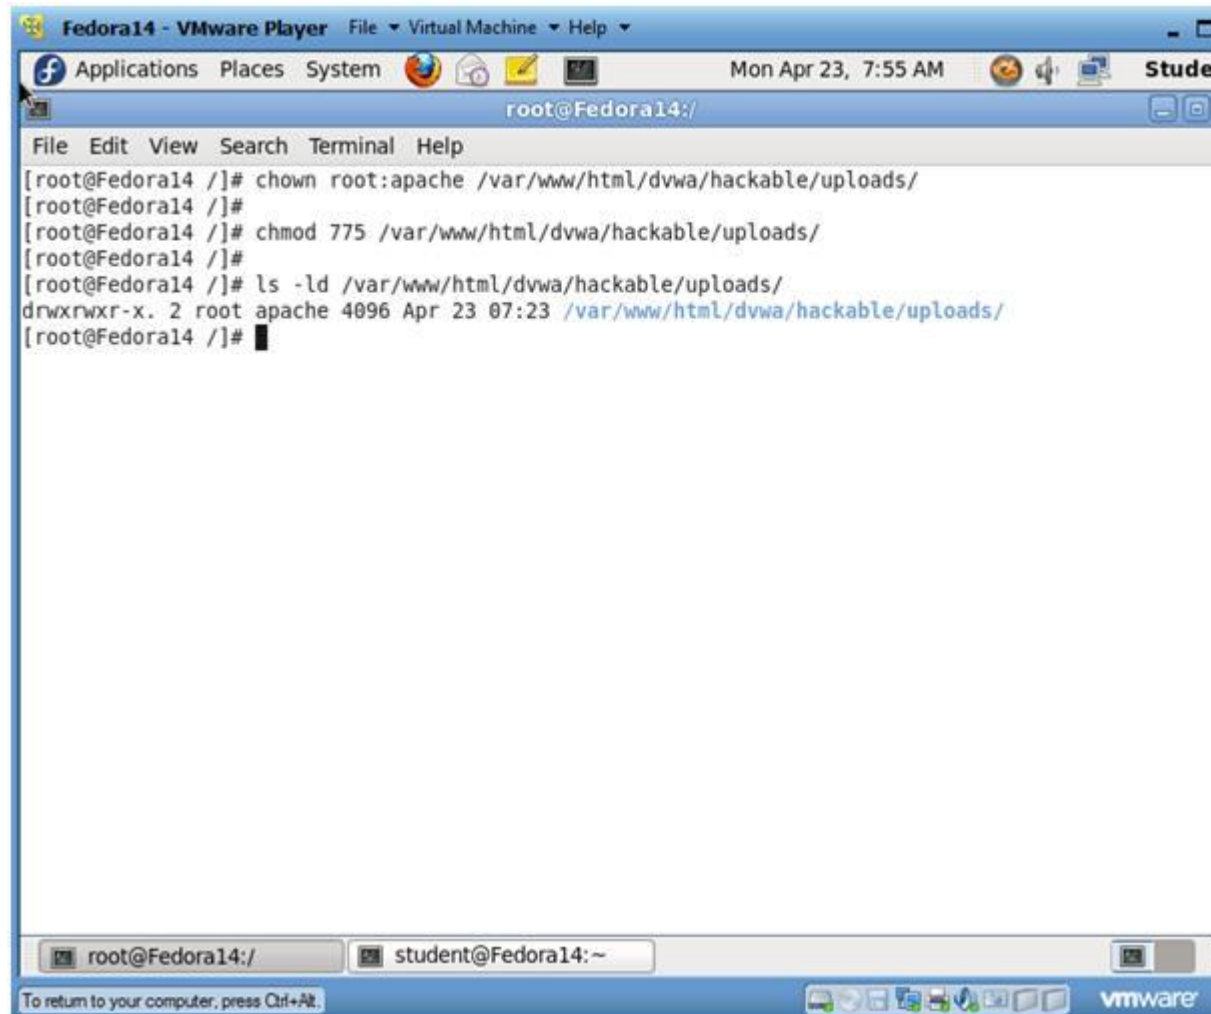 Fedora14 - VMware Player File Virtual Machine Help
Applications Places System Mon Apr 23, 7:55 AM Stude
root@Fedora14:/
File Edit View Search Terminal Help
[root@Fedora14 /]# chown root:apache /var/www/html/dvwa/hackable/uploads/
[root@Fedora14 /]#
[root@Fedora14 /]# chmod 775 /var/www/html/dvwa/hackable/uploads/
[root@Fedora14 /]#
[root@Fedora14 /]# ls -ld /var/www/html/dvwa/hackable/uploads/
drwxrwxr-x. 2 root apache 4096 Apr 23 07:23 /var/www/html/dvwa/hackable/uploads/
[root@Fedora14 /]#
root@Fedora14:/ student@Fedora14:~
To return to your computer, press Ctrl+Alt. vmware